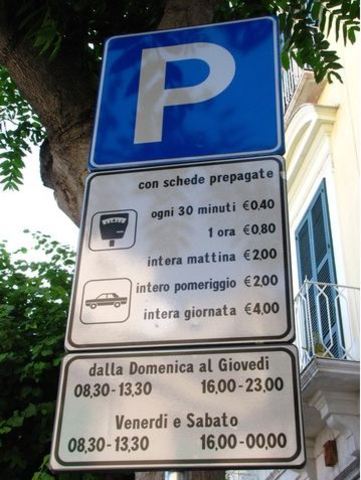 P
con schede prepagate
ogni 30 minuti €0,40
1 ora €0,80
intera mattina €2,00
intero pomeriggio €2,00
intera giornata €4,00
dalla Domenica al Giovedi
08,30-13,30 16,00-23,00
Venerdi e Sabato
08,30-13,30 16,00-00,00